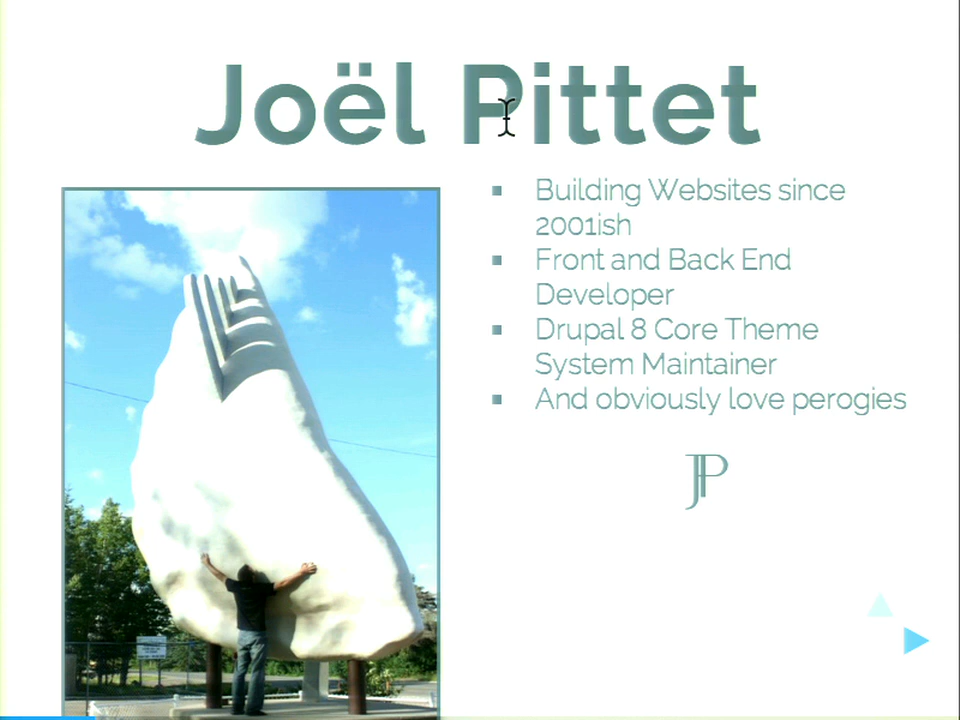 Joël Pittet
Building Websites since
2001ish
Front and Back End
Developer
Drupal 8 Core Theme
System Maintainer
And obviously love perogies
JP